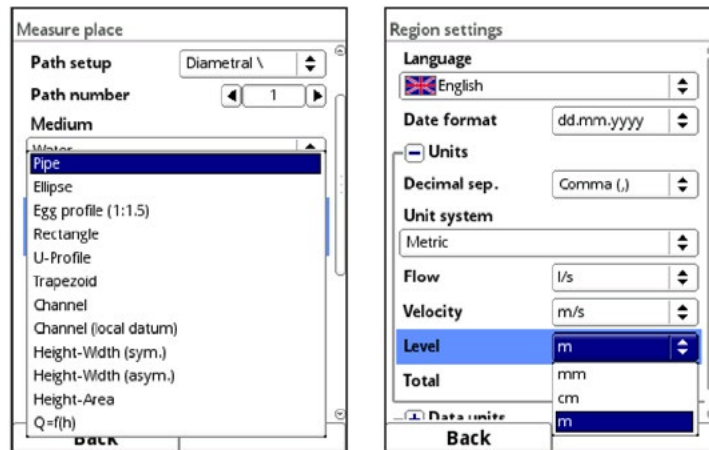 Measure place
Path setup Diametral \
Path number 1
Medium
Water
Pipe
Ellipse
Egg profile (1:1.5)
Rectangle
U-Profile
Trapezoid
Channel
Channel (local datum)
Height-Width (sym.)
Height-Width (asym.)
Height-Area
Q=f(h)
Back
Region settings
Language
English
Date format dd.mm.yyyy
Units
Decimal sep. Comma (,)
Unit system
Metric
Flow l/s
Velocity m/s
Level m
mm
Total
cm
m
Data units
Back